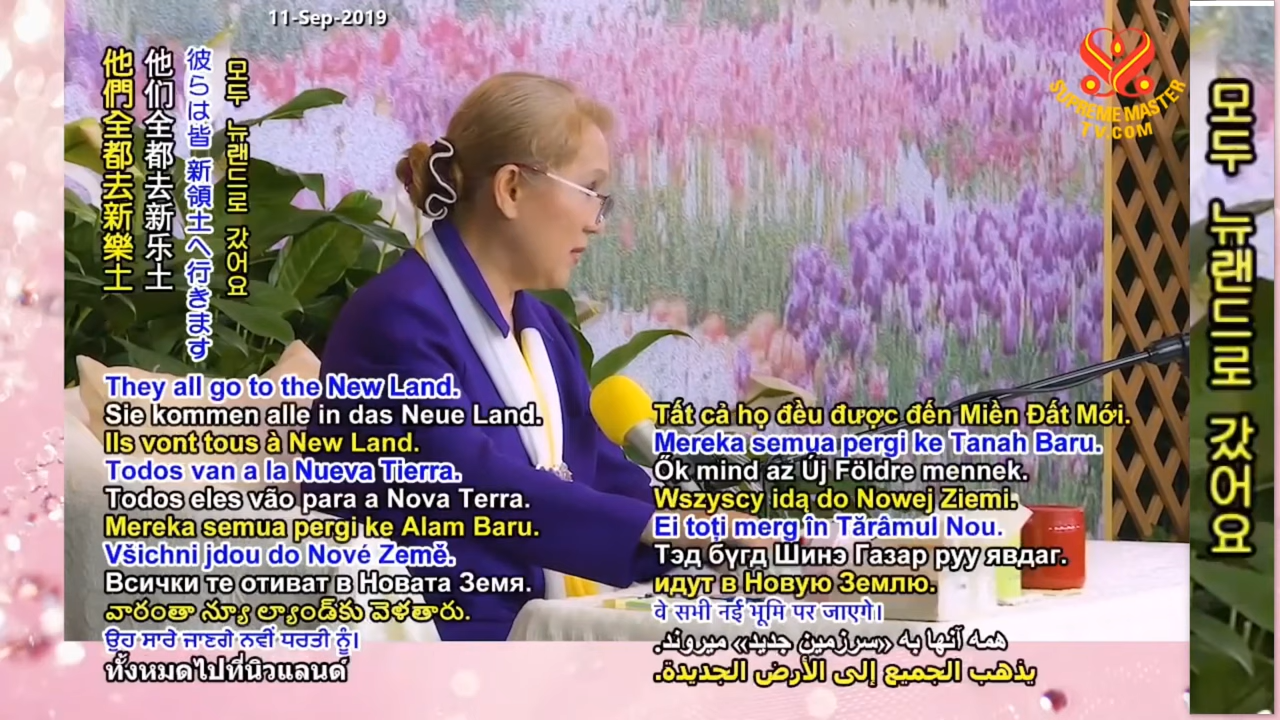 11-Sep-2019
SUPREME MASTER
TV.COM
모두 뉴랜드로 갔어요
彼らは皆 新領土へ行きます
他们全都去新乐土
他們全都去新樂土
모두 뉴랜드로 갔어요
They all go to the New Land.
Sie kommen alle in das Neue Land.
Ils vont tous à New Land.
Todos van a la Nueva Tierra.
Todos eles vão para a Nova Terra.
Mereka semua pergi ke Alam Baru.
Všichni jdou do Nové Země.
Всички те отиват в Новата Земя.
వారంతా న్యూ ల్యాండ్‌కు వెళతారు.
ਉਹ ਸਾਰੇ ਜਾਣਗੇ ਨਵੀਂ ਧਰਤੀ ਨੂੰ।
ทั้งหมดไปที่นิวแลนด์
Tất cả họ đều được đến Miền Đất Mới.
Mereka semua pergi ke Tanah Baru.
Ők mind az Új Földre mennek.
Wszyscy idą do Nowej Ziemi.
Ei toți merg în Tărâmul Nou.
Тэд бүгд Шинэ Газар руу явдаг.
идут в Новую Землю.
वे सभी नई भूमि पर जाएगे।
همه آنها به «سرزمین جدید» میروند.
يذهب الجميع إلى الأرض الجديدة.